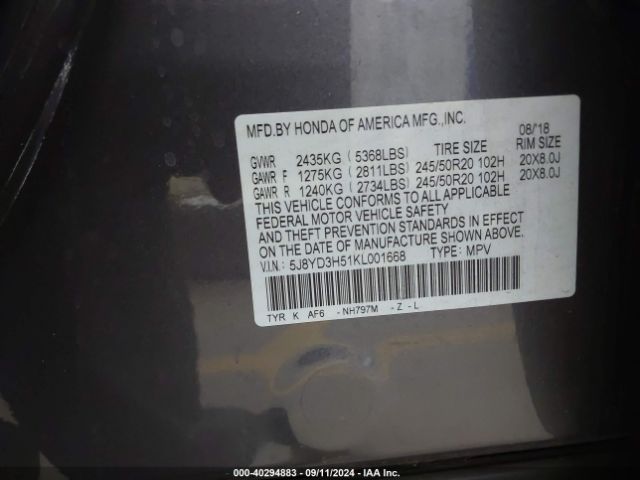 MFD.BY HONDA OF AMERICA MFG.,INC.
08/18
TIRE SIZE RIM SIZE
GVWR 2435KG ( 5368LBS)
GAWR F 1275KG ( 2811LBS) 245/50R20 102H 20X8.0J
GAWR R 1240KG ( 2734LBS) 245/50R20 102H 20X8.0J
THIS VEHICLE CONFORMS TO ALL APPLICABLE
FEDERAL MOTOR VEHICLE SAFETY
AND THEFT PREVENTION STANDARDS IN EFFECT
ON THE DATE OF MANUFACTURE SHOWN ABOVE.
V.I.N.: 5J8YD3H51KL001668 TYPE: MPV
TYR K AF6 - NH797M - Z - L
000-40294883 - 09/11/2024 - IAA Inc.